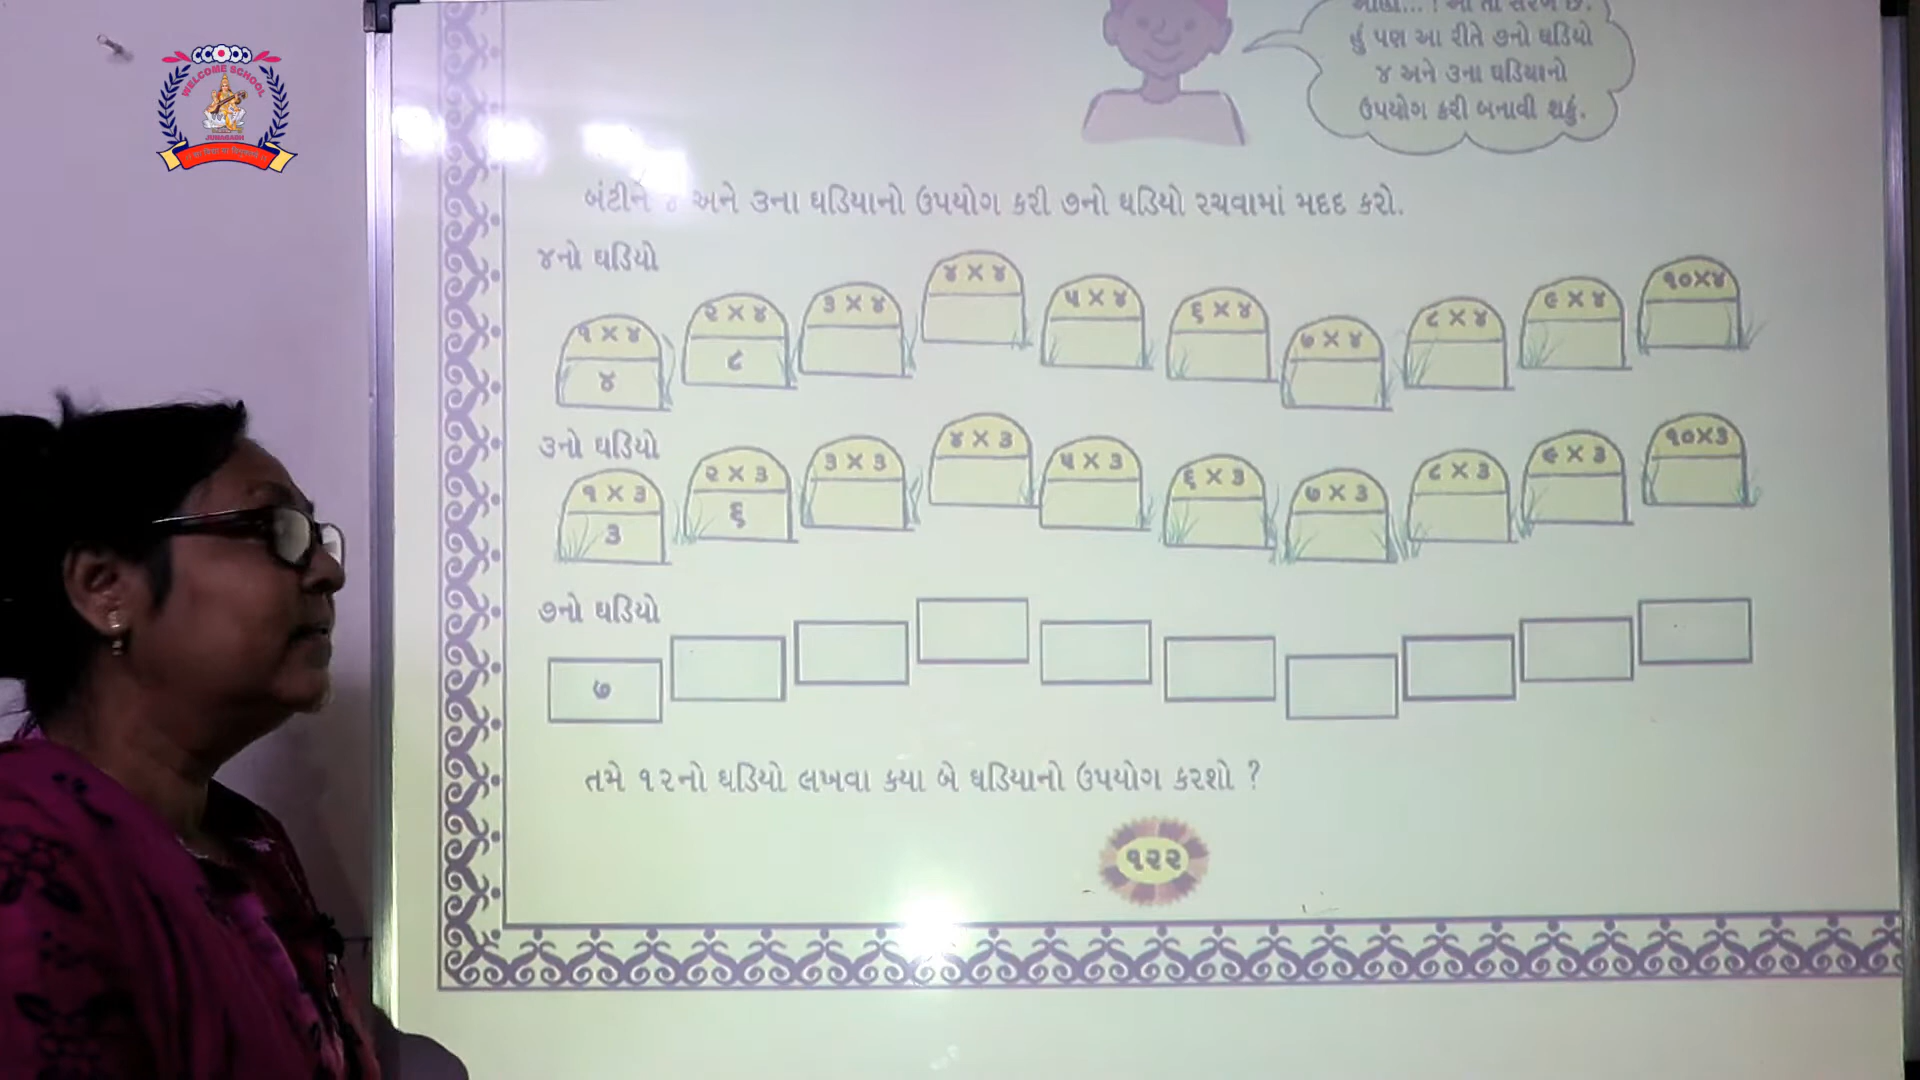 WELCOME SCHOOL
JUNAGADH
હું પણ આ રીતે ૭નો ઘડિયો
૪ અને ૩ના ઘડિયાનો
ઉપયોગ કરી બનાવી શકું.
બંટીને ૪ અને ૩ના ઘડિયાનો ઉપયોગ કરી ૭નો ઘડિયો રચવામાં મદદ કરો.
૪નો ઘડિયો
૧ × ૪ ૨ × ૪ ૩ × ૪ ૪ × ૪ ૫ × ૪ ૬ × ૪ ૭ × ૪ ૮ × ૪ ૯ × ૪ ૧૦×૪
૪ ૮
૩નો ઘડિયો
૧ × ૩ ૨ × ૩ ૩ × ૩ ૪ × ૩ ૫ × ૩ ૬ × ૩ ૭ × ૩ ૮ × ૩ ૯ × ૩ ૧૦×૩
૩ ૬
૭નો ઘડિયો
૭
તમે ૧૨નો ઘડિયો લખવા કયા બે ઘડિયાનો ઉપયોગ કરશો ?
૧૨૨